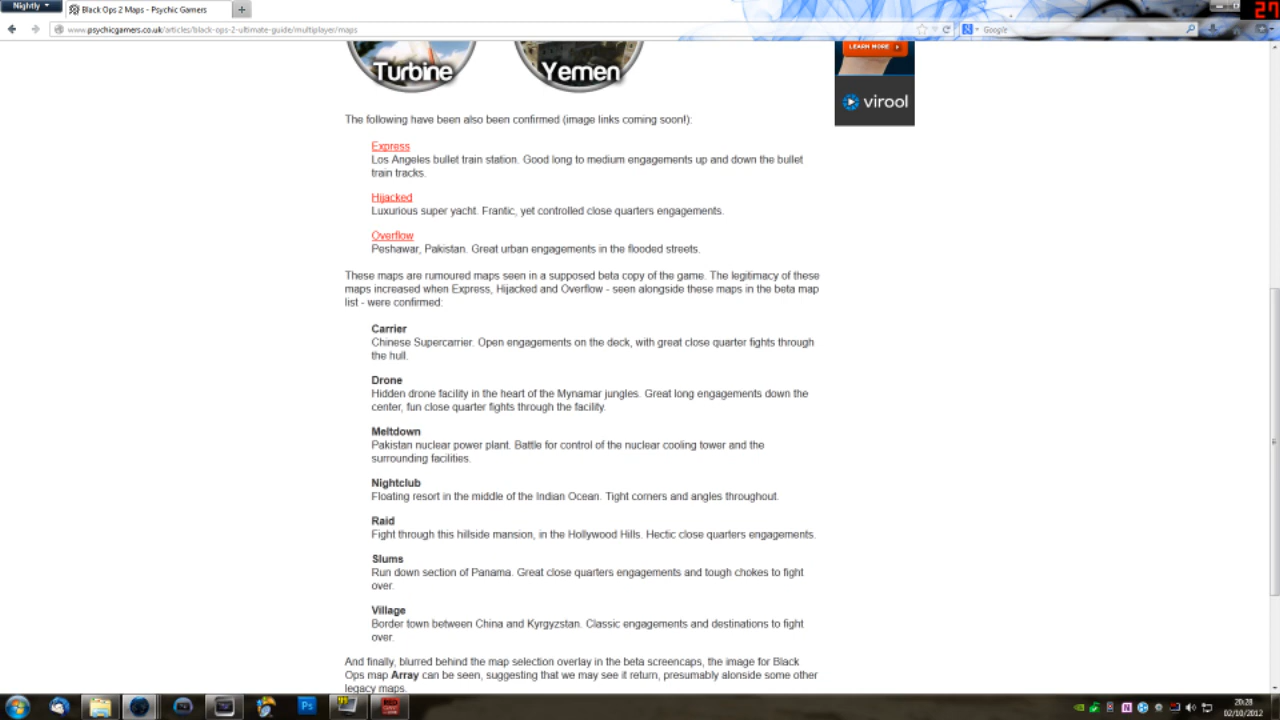 Nightly
Black Ops 2 Maps - Psychic Gamers
27
www.psychicgamers.co.uk/articles/black-ops-2-ultimate-guide/multiplayer/maps
Google
Turbine
Yemen
LEARN MORE
virool
The following have been also been confirmed (image links coming soon!):
Express
Los Angeles bullet train station. Good long to medium engagements up and down the bullet
train tracks.
Hijacked
Luxurious super yacht. Frantic, yet controlled close quarters engagements.
Overflow
Peshawar, Pakistan. Great urban engagements in the flooded streets.
These maps are rumoured maps seen in a supposed beta copy of the game. The legitimacy of these
maps increased when Express, Hijacked and Overflow - seen alongside these maps in the beta map
list - were confirmed:
Carrier
Chinese Supercarrier. Open engagements on the deck, with great close quarter fights through
the hull.
Drone
Hidden drone facility in the heart of the Mynamar jungles. Great long engagements down the
center, fun close quarter fights through the facility.
Meltdown
Pakistan nuclear power plant. Battle for control of the nuclear cooling tower and the
surrounding facilities.
Nightclub
Floating resort in the middle of the Indian Ocean. Tight corners and angles throughout.
Raid
Fight through this hillside mansion, in the Hollywood Hills. Hectic close quarters engagements.
Slums
Run down section of Panama. Great close quarters engagements and tough chokes to fight
over.
Village
Border town between China and Kyrgyzstan. Classic engagements and destinations to fight
over.
And finally, blurred behind the map selection overlay in the beta screencaps, the image for Black
Ops map Array can be seen, suggesting that we may see it return, presumably alonside some other
legacy maps.
Ps
20:28
02/10/2012